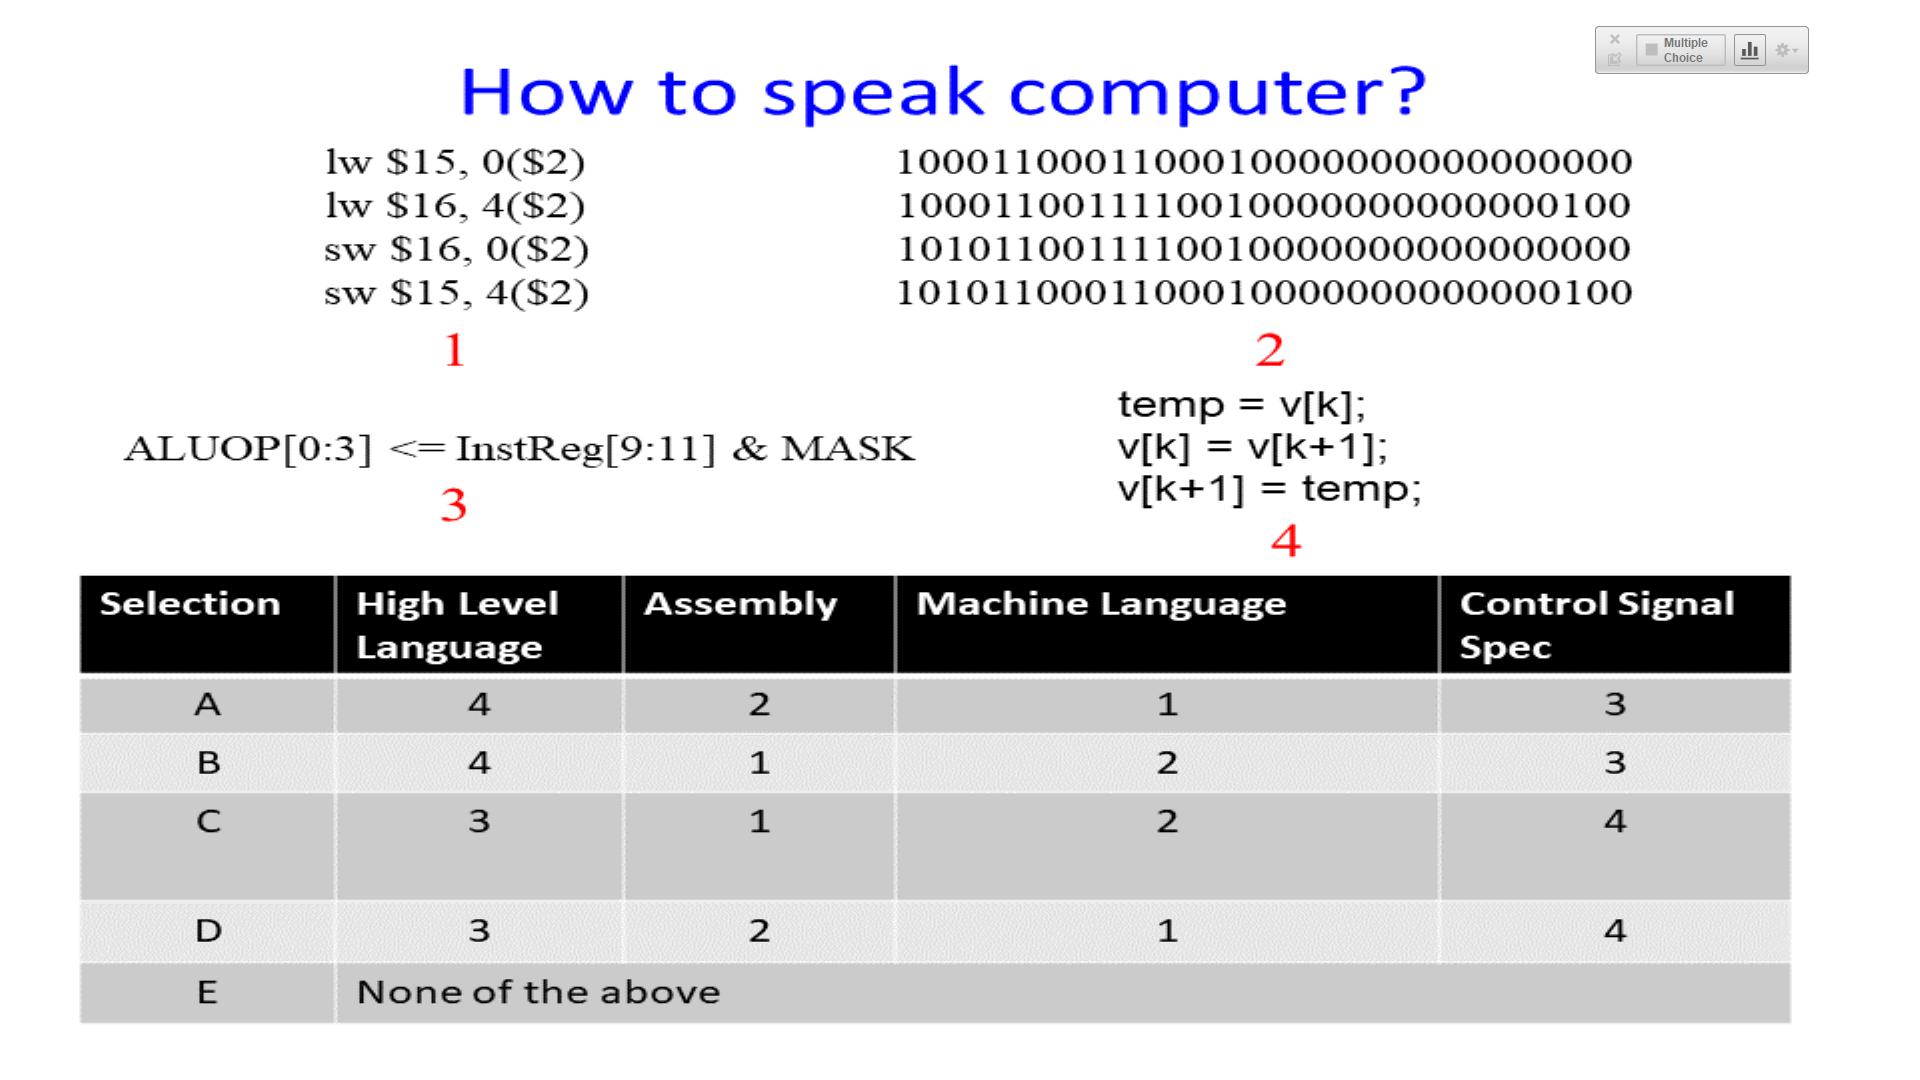 Multiple
Choice
How to speak computer?
lw $15, 0($2)
lw $16, 4($2)
sw $16, 0($2)
sw $15, 4($2)
1
10001100011000100000000000000000
10001100111100100000000000000100
10101100111100100000000000000000
10101100011000100000000000000100
2
ALUOP[0:3] <= InstReg[9:11] & MASK
3
temp = v[k];
v[k] = v[k+1];
v[k+1] = temp;
4
Selection High Level Language Assembly Machine Language Control Signal Spec
A 4 2 1 3
B 4 1 2 3
C 3 1 2 4
D 3 2 1 4
E None of the above